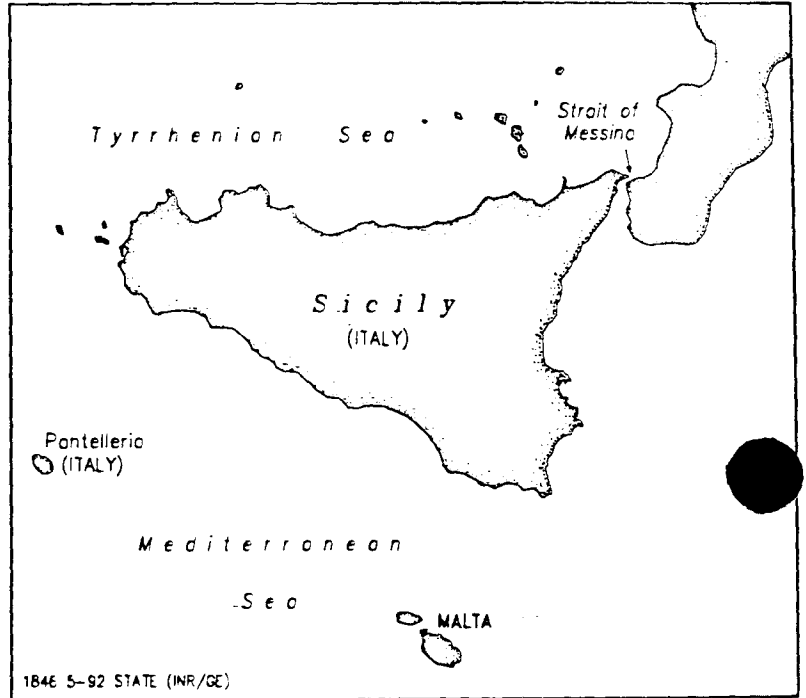 Tyrrhenian Sea
Strait of
Messina
Sicily
(ITALY)
Pantelleria
(ITALY)
Mediterranean
Sea
MALTA
1846 5-92 STATE (INR/GE)